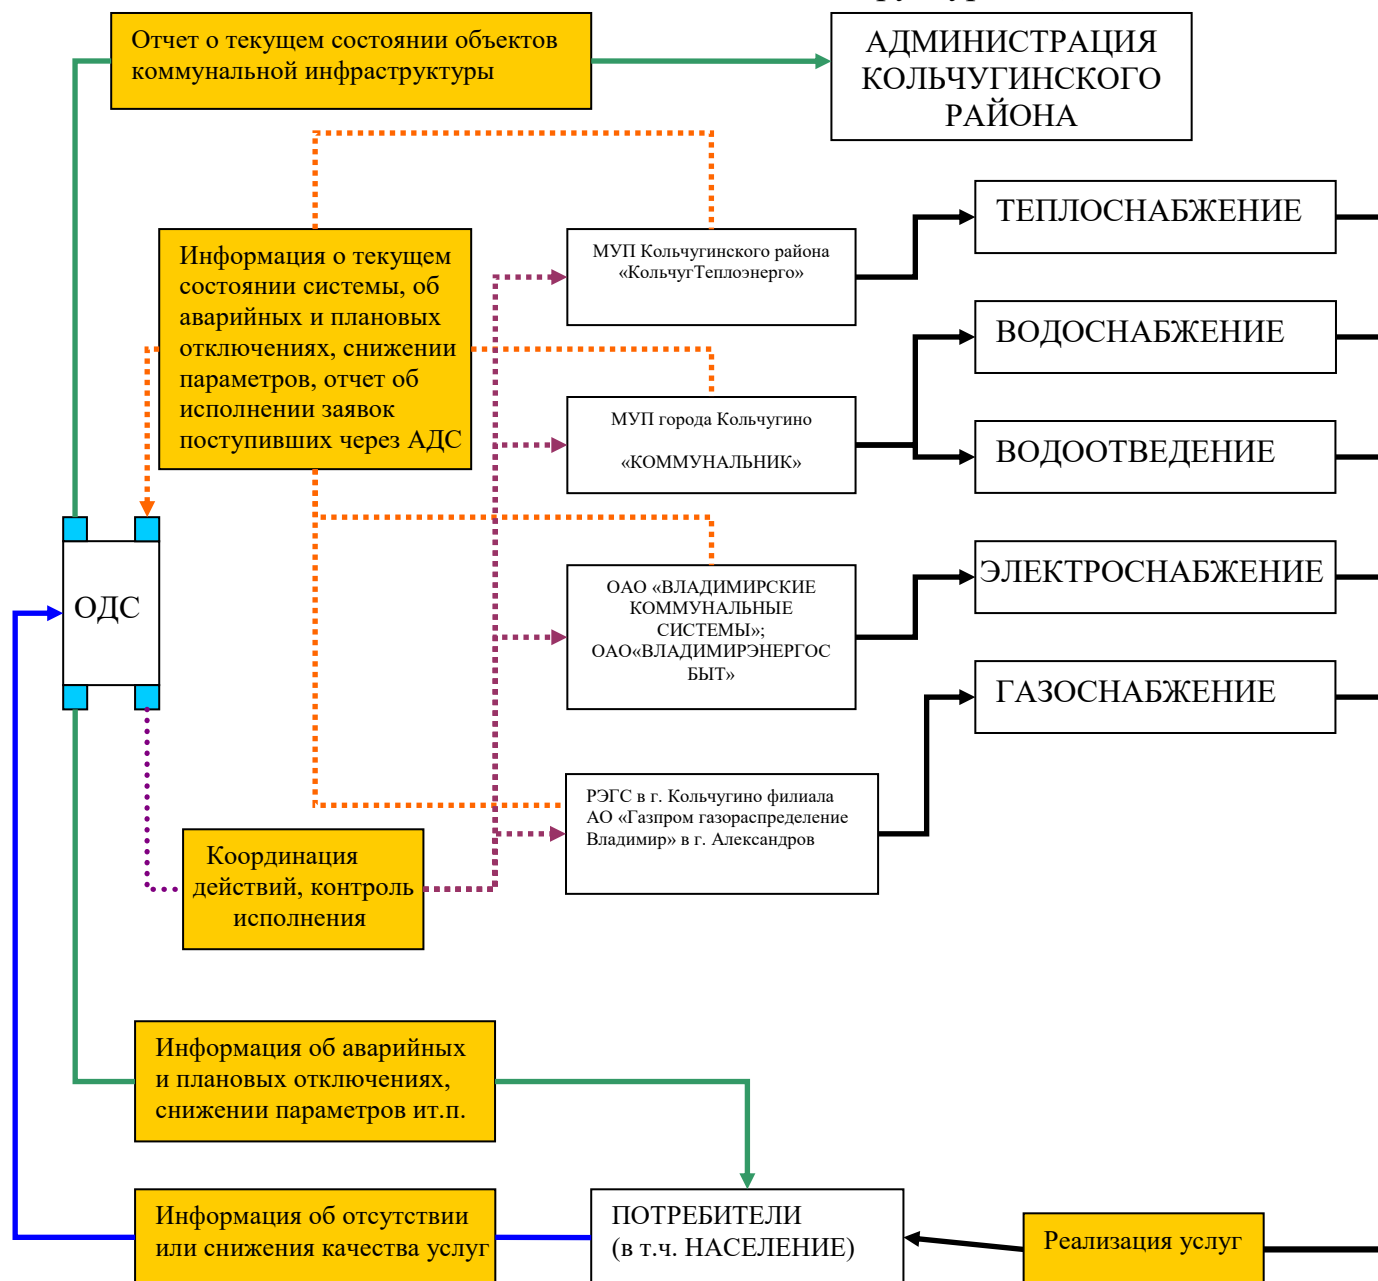 Отчет о текущем состоянии объектов
коммунальной инфраструктуры
АДМИНИСТРАЦИЯ
КОЛЬЧУГИНСКОГО
РАЙОНА
Информация о текущем
состоянии системы, об
аварийных и плановых
отключениях, снижении
параметров, отчет об
исполнении заявок
поступивших через АДС
МУП Кольчугинского района
«КольчугТеплоэнерго»
ТЕПЛОСНАБЖЕНИЕ
ВОДОСНАБЖЕНИЕ
МУП города Кольчугино
«КОММУНАЛЬНИК»
ВОДООТВЕДЕНИЕ
ОДС
ОАО «ВЛАДИМИРСКИЕ
КОММУНАЛЬНЫЕ
СИСТЕМЫ»;
ОАО«ВЛАДИМИРЭНЕРГОС
БЫТ»
ЭЛЕКТРОСНАБЖЕНИЕ
ГАЗОСНАБЖЕНИЕ
РЭГС в г. Кольчугино филиала
АО «Газпром газораспределение
Владимир» в г. Александров
Координация
действий, контроль
исполнения
Информация об аварийных
и плановых отключениях,
снижении параметров ит.п.
Информация об отсутствии
или снижения качества услуг
ПОТРЕБИТЕЛИ
(в т.ч. НАСЕЛЕНИЕ)
Реализация услуг